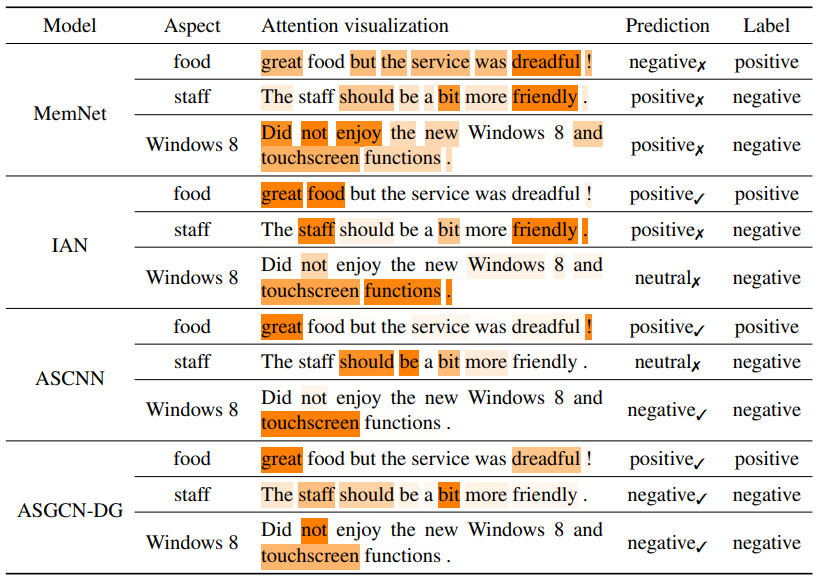 Model Aspect Attention visualization Prediction Label
food great food but the service was dreadful ! negative✗ positive
MemNet staff The staff should be a bit more friendly . positive✗ negative
Windows 8 Did not enjoy the new Windows 8 and
touchscreen functions . positive✗ negative
food great food but the service was dreadful ! positive✓ positive
IAN staff The staff should be a bit more friendly . positive✗ negative
Windows 8 Did not enjoy the new Windows 8 and
touchscreen functions . neutral✗ negative
food great food but the service was dreadful ! positive✓ positive
ASCNN staff The staff should be a bit more friendly . neutral✗ negative
Windows 8 Did not enjoy the new Windows 8 and
touchscreen functions . negative✓ negative
food great food but the service was dreadful ! positive✓ positive
ASGCN-DG staff The staff should be a bit more friendly . negative✓ negative
Windows 8 Did not enjoy the new Windows 8 and
touchscreen functions . negative✓ negative